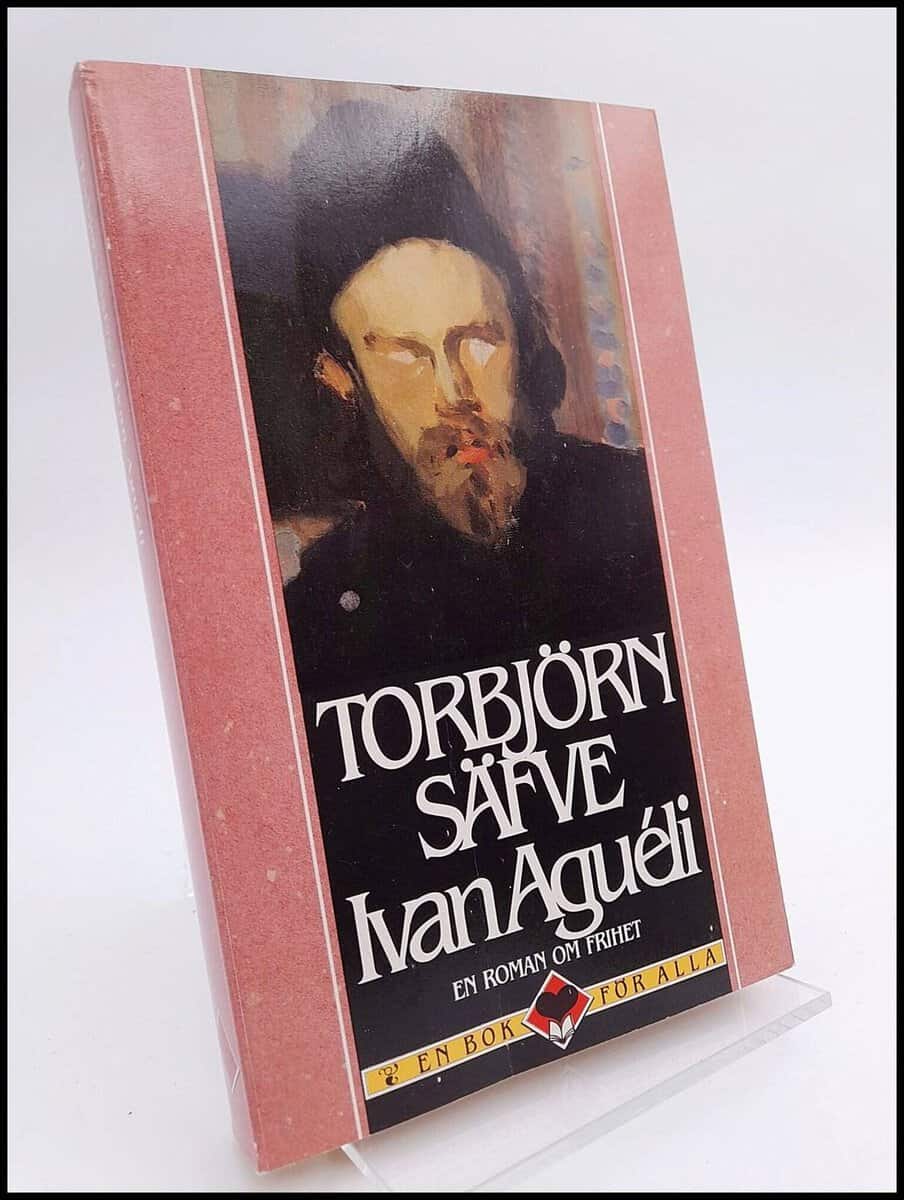 TORBJÖRN
SÄFVE
Ivan Aguéli
EN ROMAN OM FRIHET
EN BOK FÖR ALLA